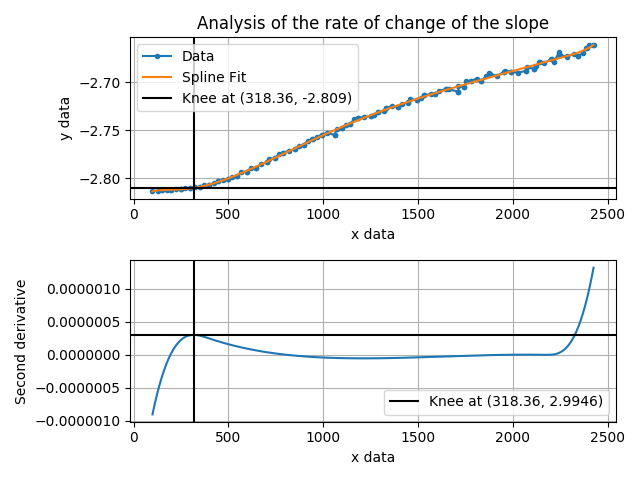 Analysis of the rate of change of the slope
Data
Spline Fit
Knee at (318.36, -2.809)
y data
−2.70
−2.75
−2.80
0 500 1000 1500 2000 2500
x data
Second derivative
0.0000010
0.0000005
0.0000000
−0.0000005
−0.0000010
Knee at (318.36, 2.9946)
0 500 1000 1500 2000 2500
x data